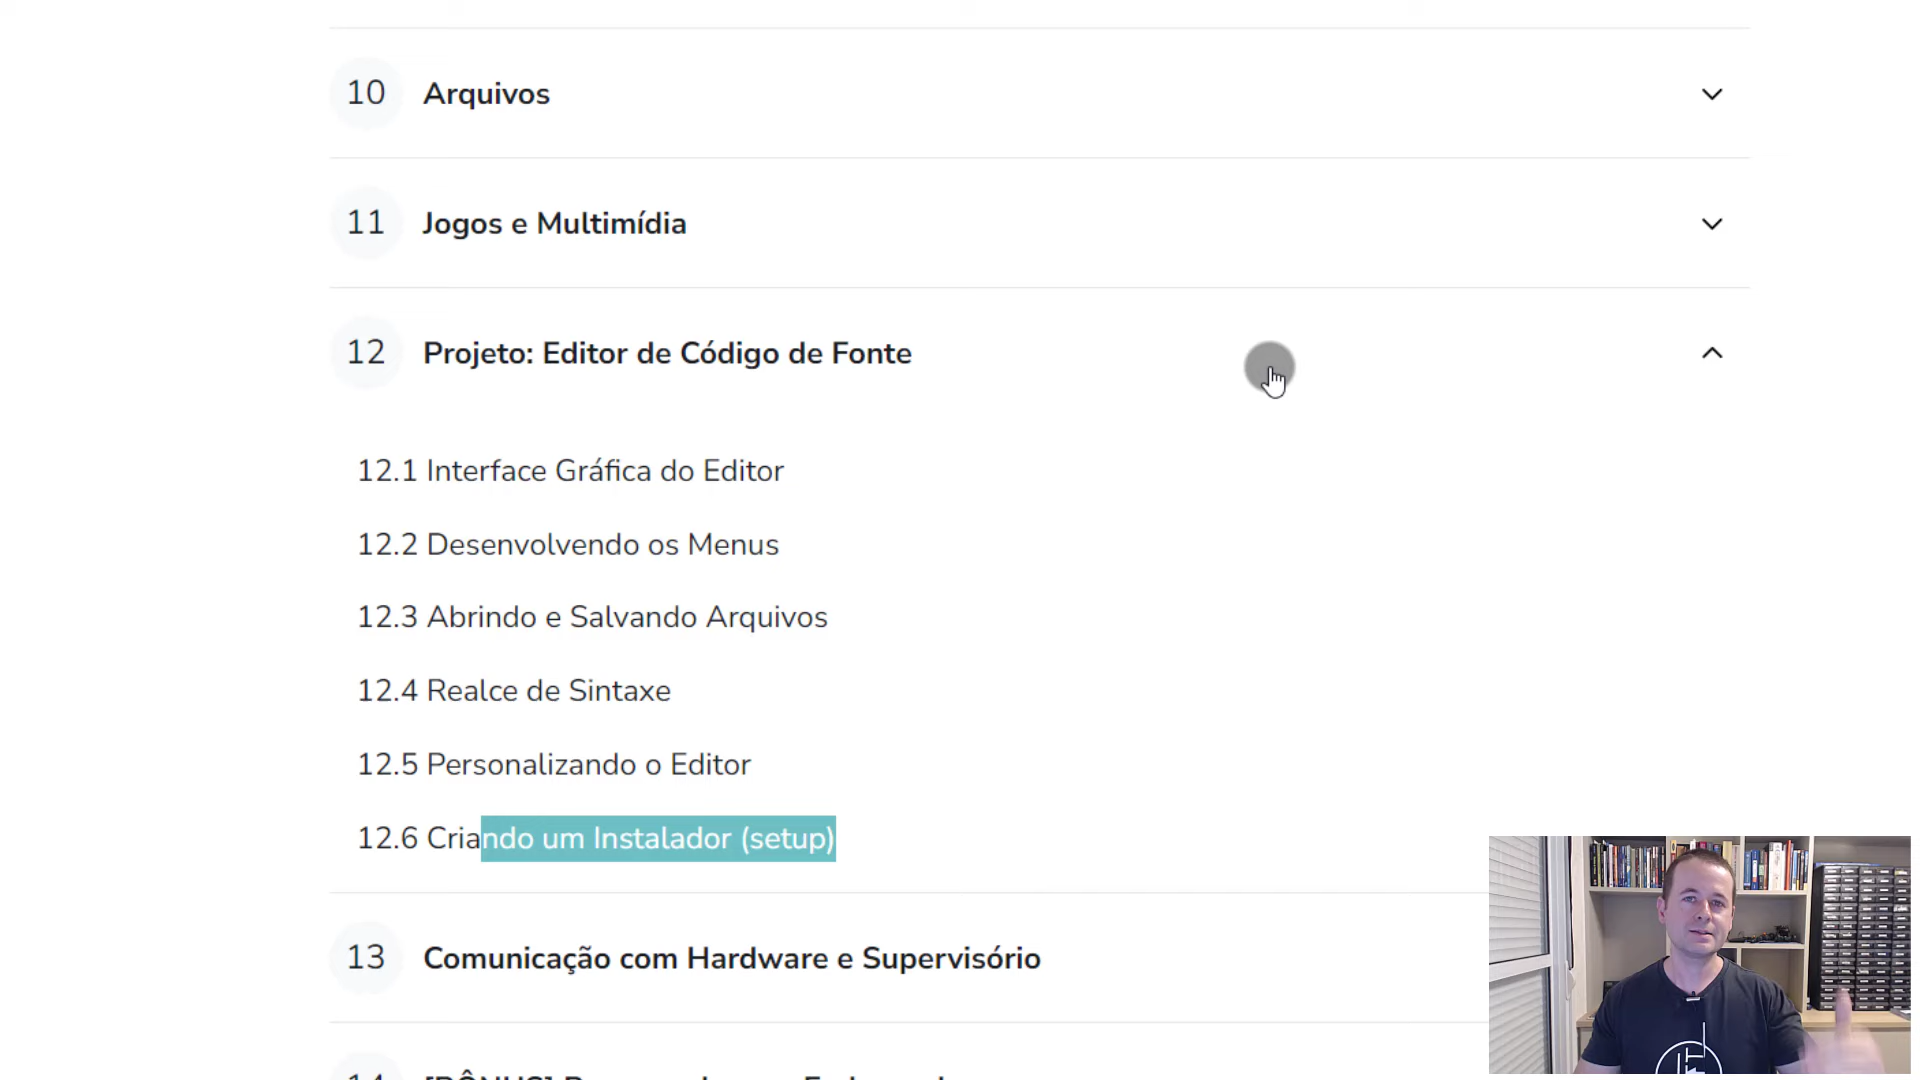 10 Arquivos
11 Jogos e Multimídia
12 Projeto: Editor de Código de Fonte
12.1 Interface Gráfica do Editor
12.2 Desenvolvendo os Menus
12.3 Abrindo e Salvando Arquivos
12.4 Realce de Sintaxe
12.5 Personalizando o Editor
12.6 Criando um Instalador (setup)
13 Comunicação com Hardware e Supervisório
14 [BÔNUS]